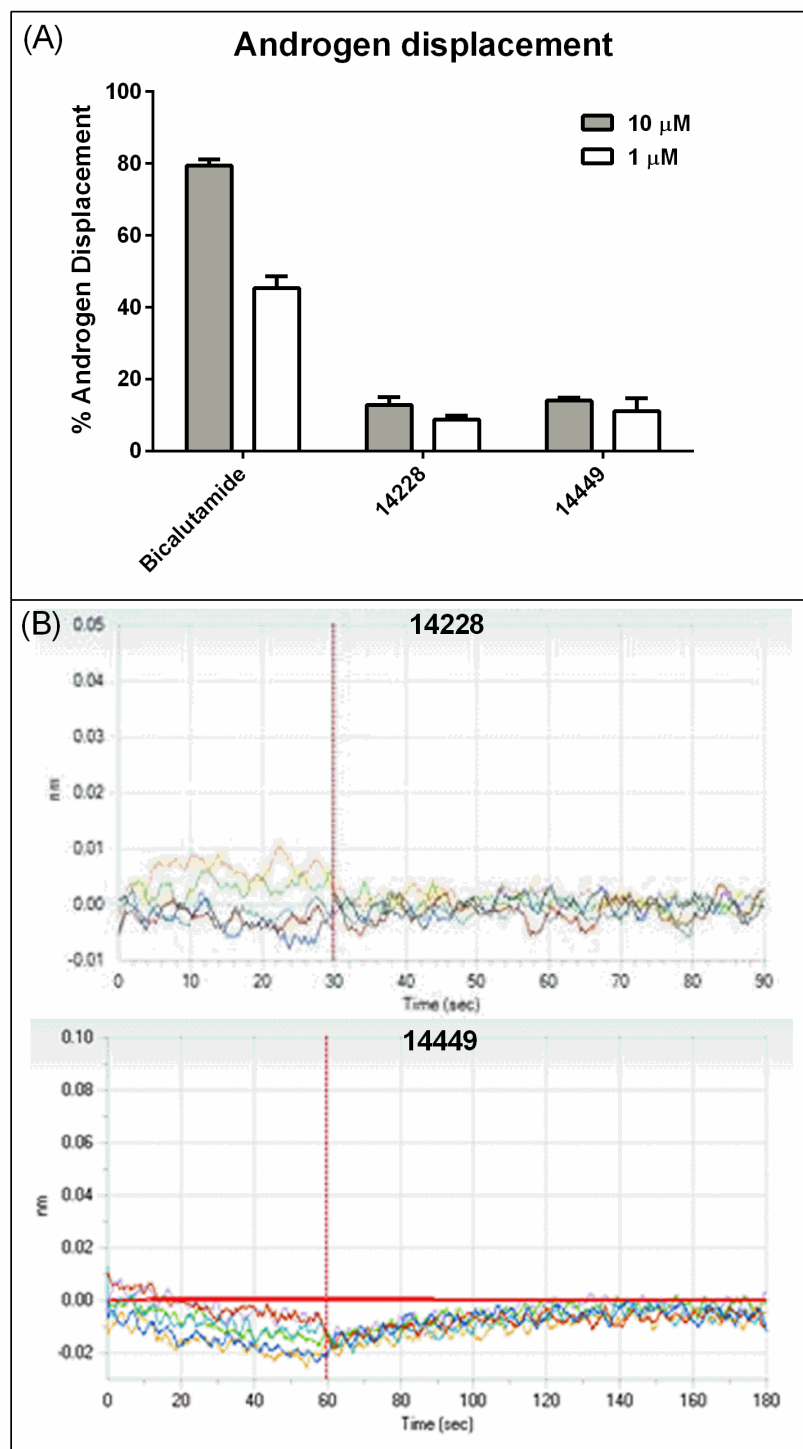 (A)
Androgen displacement
% Androgen Displacement
100
80
60
40
20
0
10 μM
1 μM
Bicalutamide
14228
14449
(B)
14228
nm
0.05
0.04
0.03
0.02
0.01
0.00
-0.01
0 10 20 30 40 50 60 70 80 90
Time (sec)
14449
nm
0.10
0.08
0.06
0.04
0.02
0.00
-0.02
0 20 40 60 80 100 120 140 160 180
Time (sec)